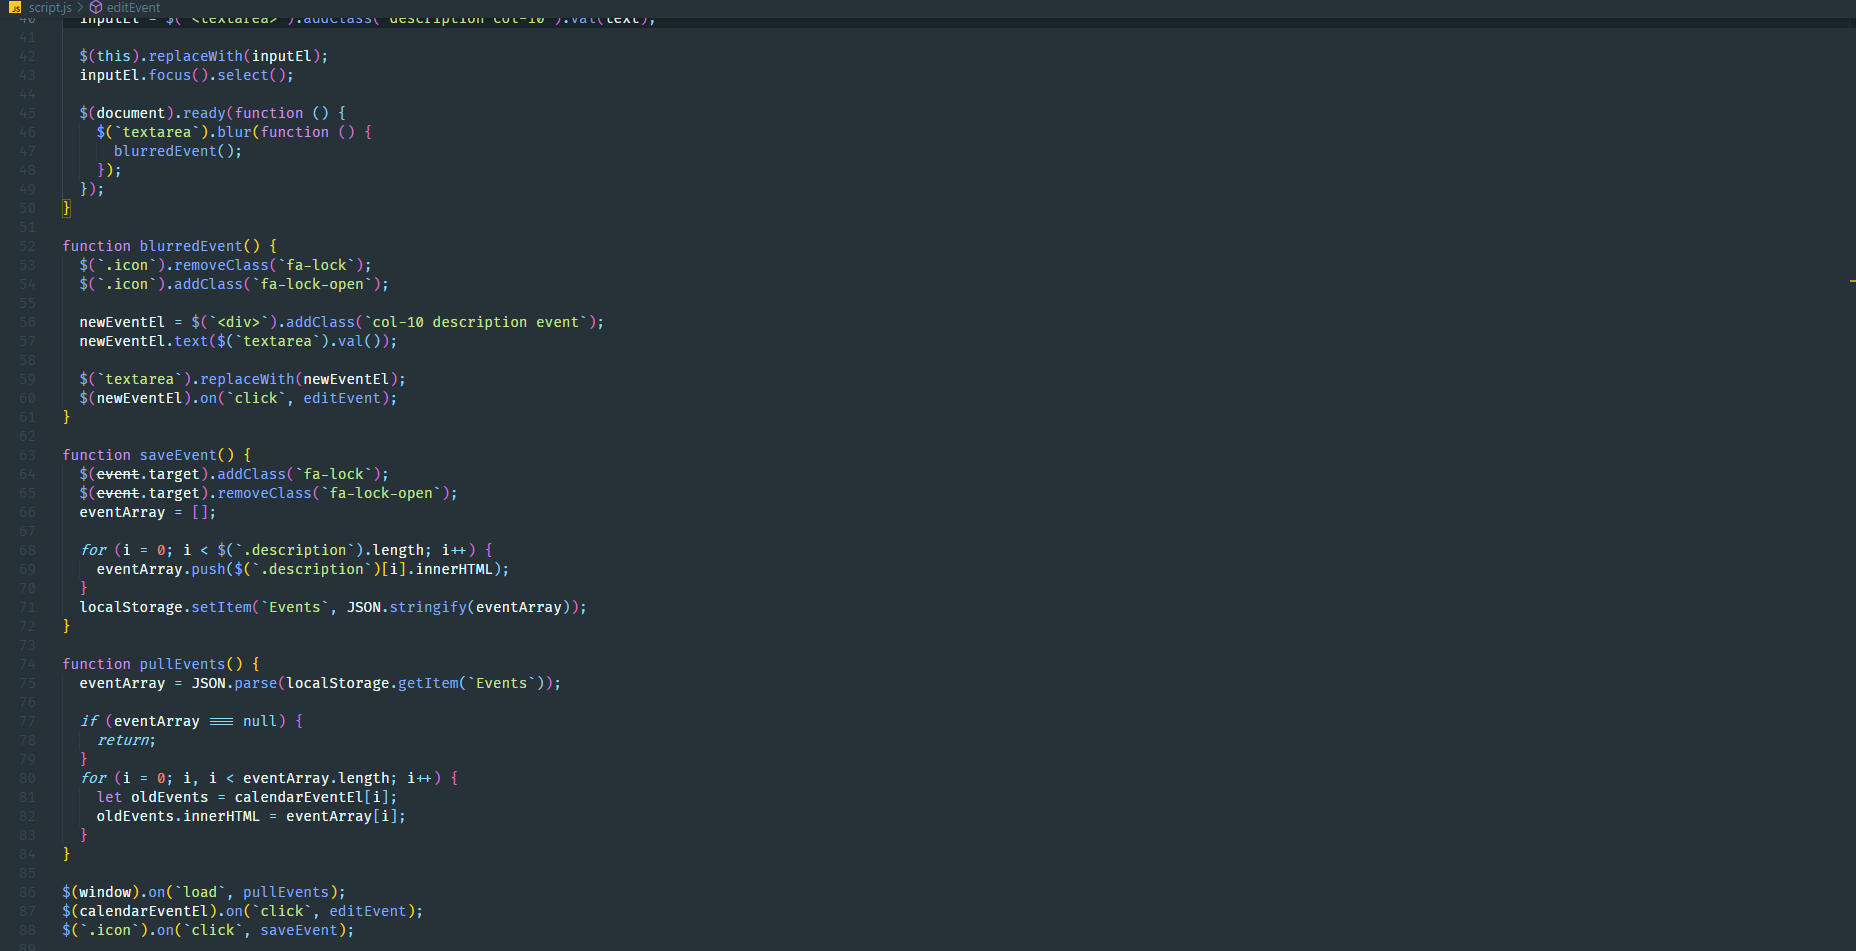 JS script.js > editEvent
40 inputEl = $(`<textarea>`).addClass(`description col-10`).val(text);
41
42 $(this).replaceWith(inputEl);
43 inputEl.focus().select();
44
45 $(document).ready(function () {
46 $(`textarea`).blur(function () {
47 blurredEvent();
48 });
49 });
50 }
51
52 function blurredEvent() {
53 $(`.icon`).removeClass(`fa-lock`);
54 $(`.icon`).addClass(`fa-lock-open`);
55
56 newEventEl = $(`<div>`).addClass(`col-10 description event`);
57 newEventEl.text($(`textarea`).val());
58
59 $(`textarea`).replaceWith(newEventEl);
60 $(newEventEl).on(`click`, editEvent);
61 }
62
63 function saveEvent() {
64 $(event.target).addClass(`fa-lock`);
65 $(event.target).removeClass(`fa-lock-open`);
66 eventArray = [];
67
68 for (i = 0; i < $(`.description`).length; i++) {
69 eventArray.push($(`.description`)[i].innerHTML);
70 }
71 localStorage.setItem(`Events`, JSON.stringify(eventArray));
72 }
73
74 function pullEvents() {
75 eventArray = JSON.parse(localStorage.getItem(`Events`));
76
77 if (eventArray === null) {
78 return;
79 }
80 for (i = 0; i, i < eventArray.length; i++) {
81 let oldEvents = calendarEventEl[i];
82 oldEvents.innerHTML = eventArray[i];
83 }
84 }
85
86 $(window).on(`load`, pullEvents);
87 $(calendarEventEl).on(`click`, editEvent);
88 $(`.icon`).on(`click`, saveEvent);
89